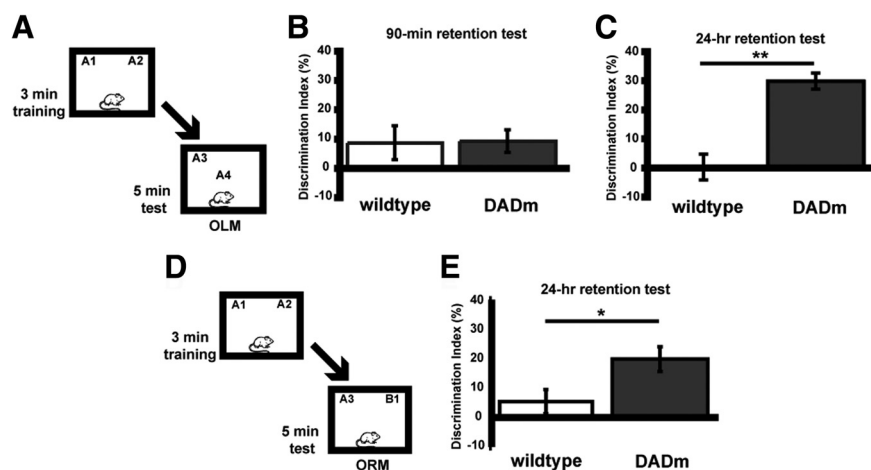 A
A1 A2
3 min
training
A3
A4
5 min
test
OLM
B
90-min retention test
Discrimination Index (%)
40
30
20
10
0
-10
wildtype DADm
C
24-hr retention test
**
Discrimination Index (%)
40
30
20
10
0
-10
wildtype DADm
D
A1 A2
3 min
training
A3 B1
5 min
test
ORM
E
24-hr retention test
*
Discrimination Index (%)
40
30
20
10
0
-10
wildtype DADm